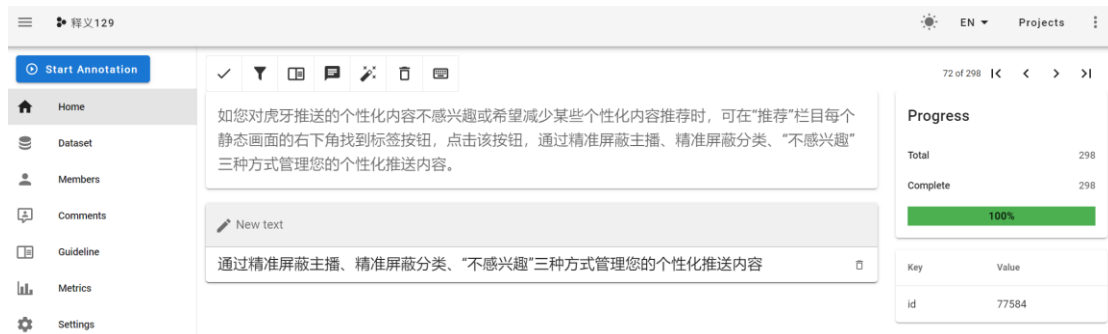 释义129
EN
Projects
Start Annotation
72 of 298
Home
Dataset
Members
Comments
Guideline
Metrics
Settings
如您对虎牙推送的个性化内容不感兴趣或希望减少某些个性化内容推荐时，可在“推荐”栏目每个
静态画面的右下角找到标签按钮，点击该按钮，通过精准屏蔽主播、精准屏蔽分类、“不感兴趣”
三种方式管理您的个性化推送内容。
New text
通过精准屏蔽主播、精准屏蔽分类、“不感兴趣”三种方式管理您的个性化推送内容
Progress
Total 298
Complete 298
100%
Key Value
id 77584